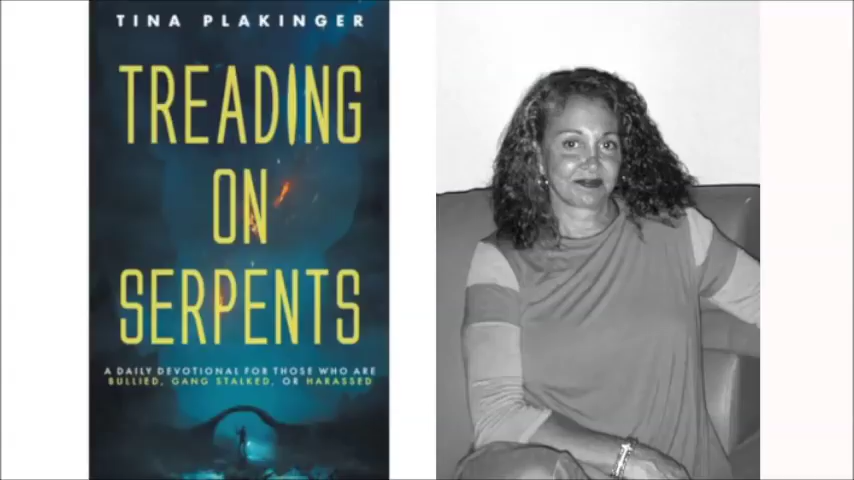 TINA PLAKINGER
TREADING
ON
SERPENTS
A DAILY DEVOTIONAL FOR THOSE WHO ARE
BULLIED, GANG STALKED, OR HARASSED